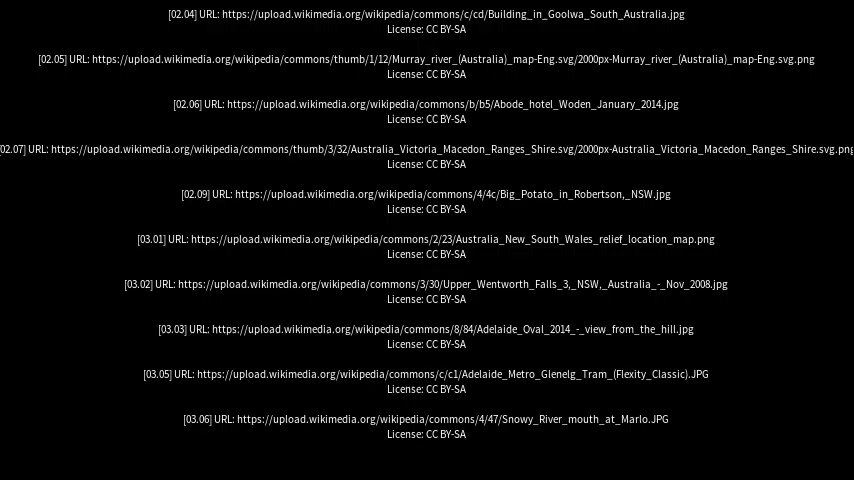 [02.04] URL: https://upload.wikimedia.org/wikipedia/commons/c/cd/Building_in_Goolwa_South_Australia.jpg
License: CC BY-SA
[02.05] URL: https://upload.wikimedia.org/wikipedia/commons/thumb/1/12/Murray_river_(Australia)_map-Eng.svg/2000px-Murray_river_(Australia)_map-Eng.svg.png
License: CC BY-SA
[02.06] URL: https://upload.wikimedia.org/wikipedia/commons/b/b5/Abode_hotel_Woden_January_2014.jpg
License: CC BY-SA
[02.07] URL: https://upload.wikimedia.org/wikipedia/commons/thumb/3/32/Australia_Victoria_Macedon_Ranges_Shire.svg/2000px-Australia_Victoria_Macedon_Ranges_Shire.svg.png
License: CC BY-SA
[02.09] URL: https://upload.wikimedia.org/wikipedia/commons/4/4c/Big_Potato_in_Robertson,_NSW.jpg
License: CC BY-SA
[03.01] URL: https://upload.wikimedia.org/wikipedia/commons/2/23/Australia_New_South_Wales_relief_location_map.png
License: CC BY-SA
[03.02] URL: https://upload.wikimedia.org/wikipedia/commons/3/30/Upper_Wentworth_Falls_3,_NSW,_Australia_-_Nov_2008.jpg
License: CC BY-SA
[03.03] URL: https://upload.wikimedia.org/wikipedia/commons/8/84/Adelaide_Oval_2014_-_view_from_the_hill.jpg
License: CC BY-SA
[03.05] URL: https://upload.wikimedia.org/wikipedia/commons/c/c1/Adelaide_Metro_Glenelg_Tram_(Flexity_Classic).JPG
License: CC BY-SA
[03.06] URL: https://upload.wikimedia.org/wikipedia/commons/4/47/Snowy_River_mouth_at_Marlo.JPG
License: CC BY-SA